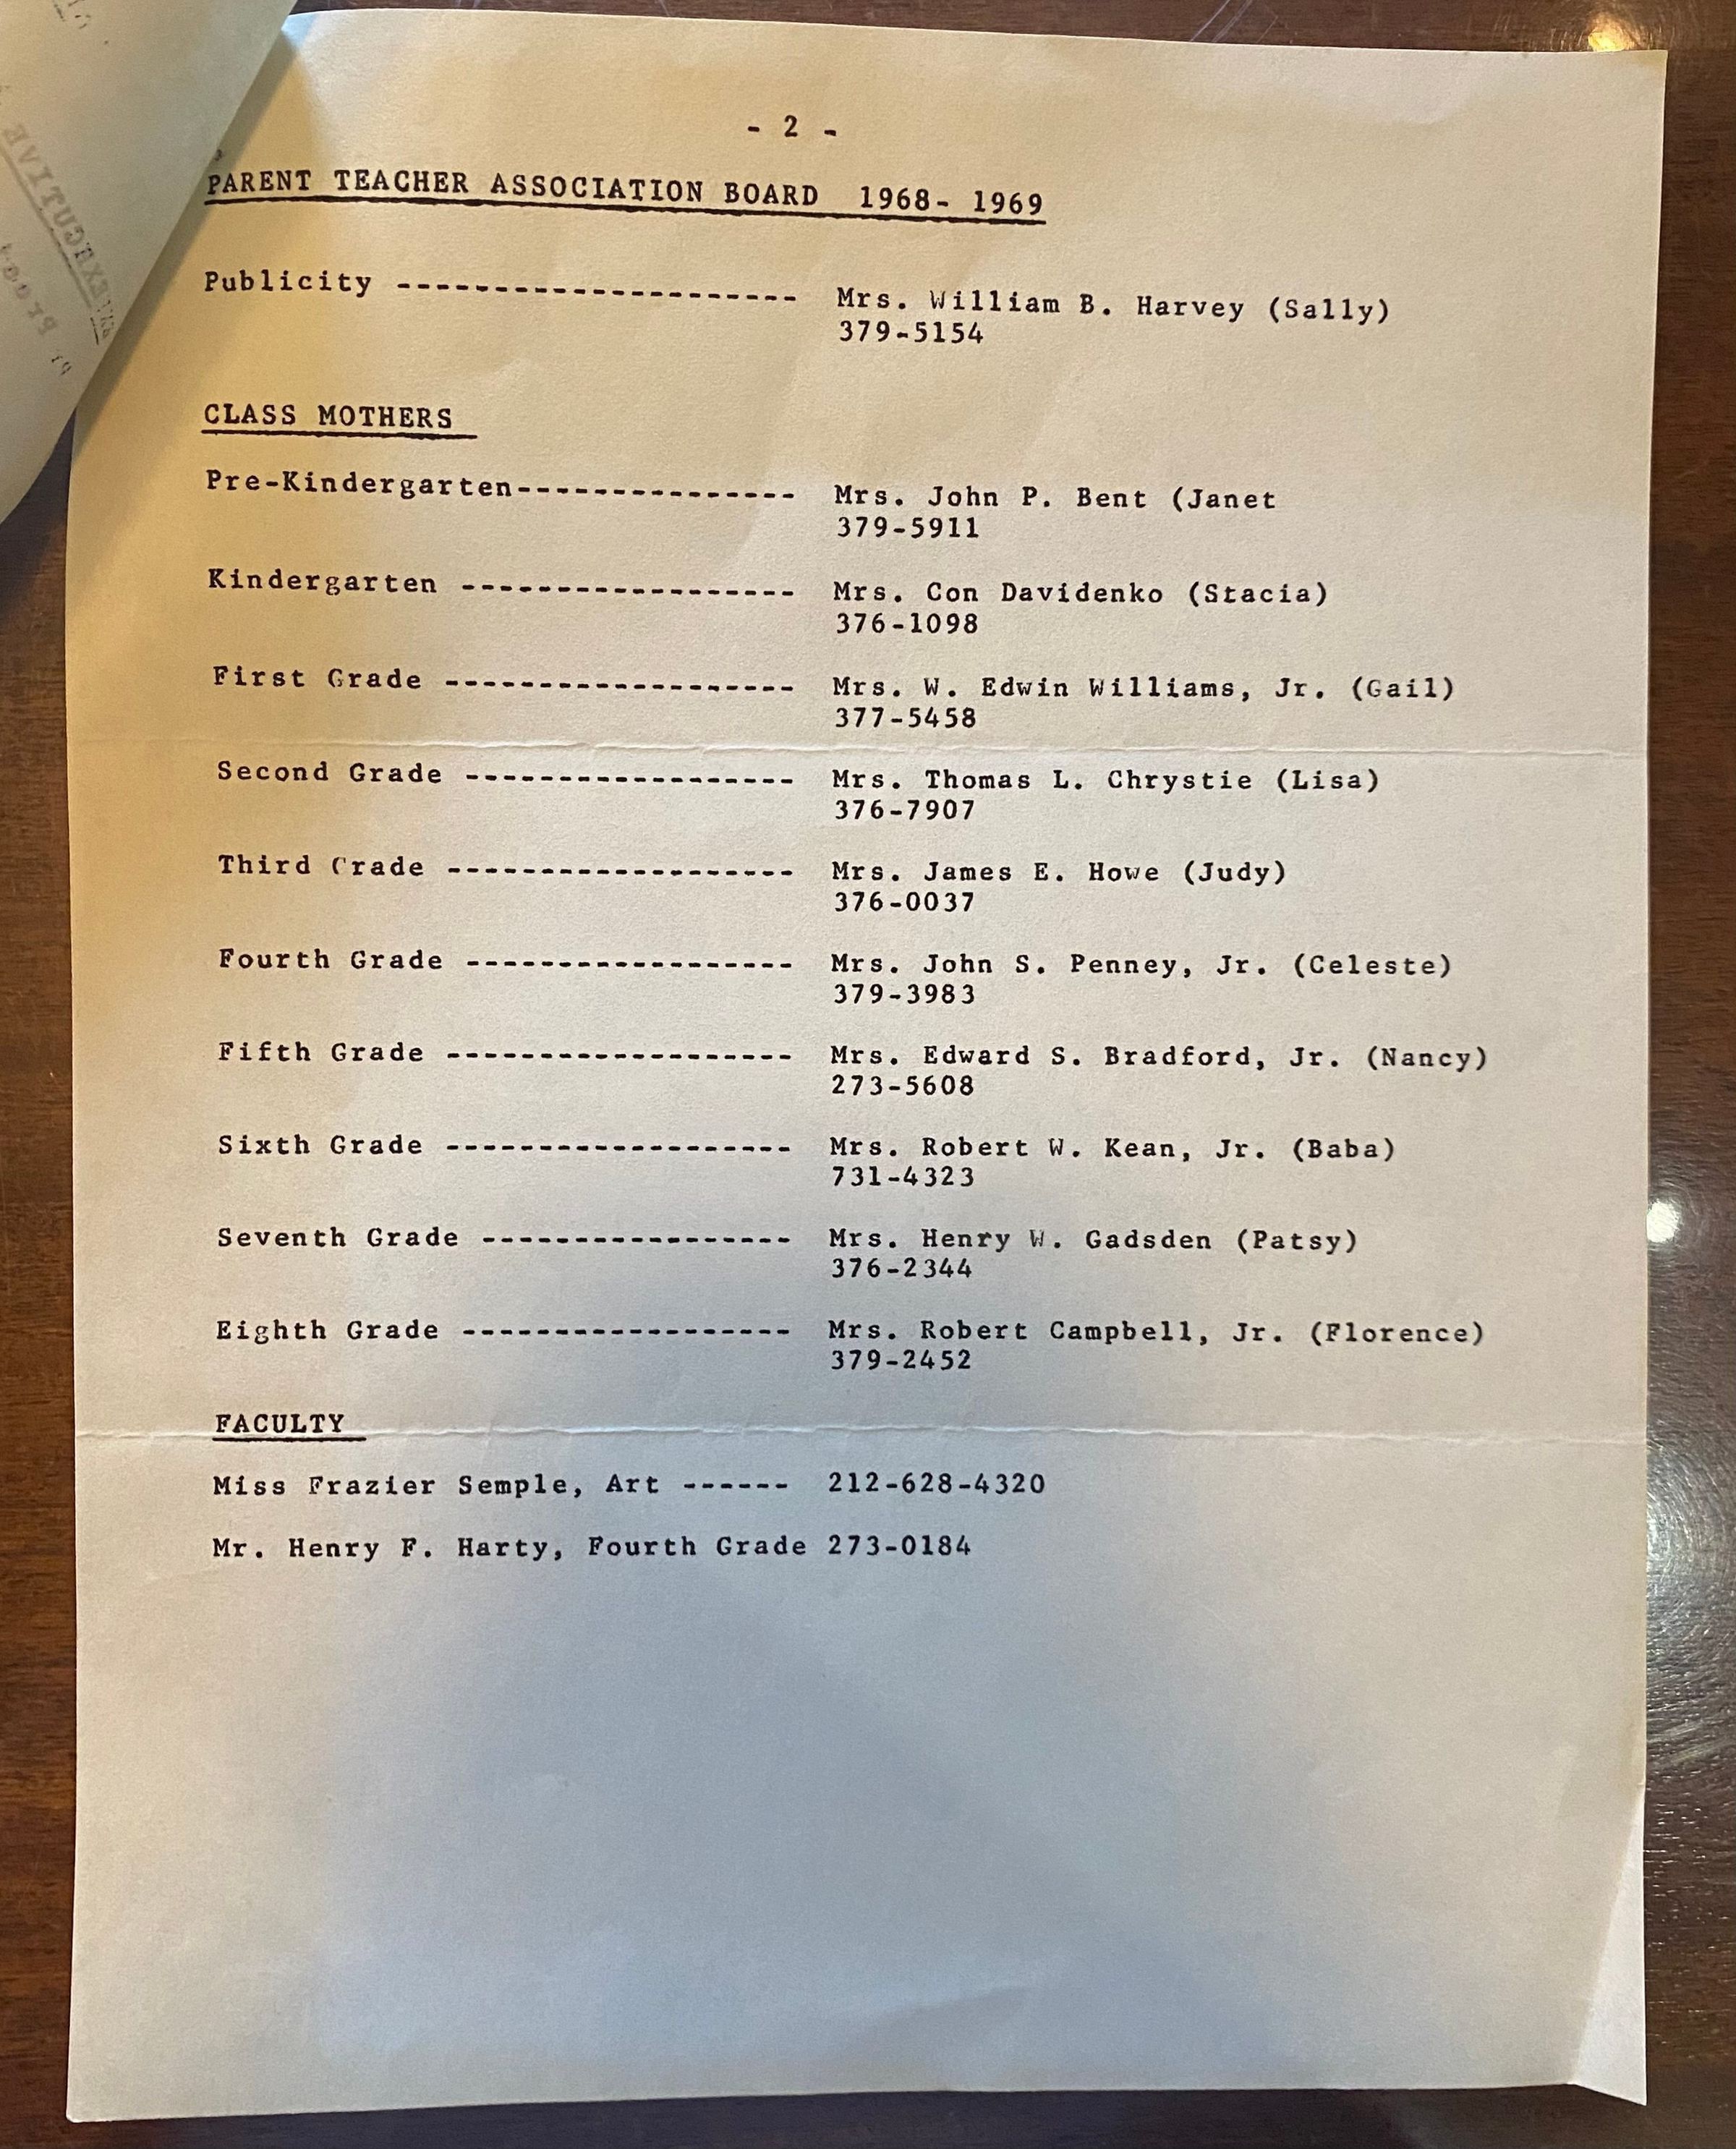 - 2 -
PARENT TEACHER ASSOCIATION BOARD 1968- 1969
Publicity ---------------------- Mrs. William B. Harvey (Sally)
379-5154
CLASS MOTHERS
Pre-Kindergarten--------------- Mrs. John P. Bent (Janet
379-5911
Kindergarten ------------------ Mrs. Con Davidenko (Stacia)
376-1098
First Grade ------------------- Mrs. W. Edwin Williams, Jr. (Gail)
377-5458
Second Grade ------------------ Mrs. Thomas L. Chrystie (Lisa)
376-7907
Third Grade ------------------- Mrs. James E. Howe (Judy)
376-0037
Fourth Grade ------------------ Mrs. John S. Penney, Jr. (Celeste)
379-3983
Fifth Grade ------------------- Mrs. Edward S. Bradford, Jr. (Nancy)
273-5608
Sixth Grade ------------------- Mrs. Robert W. Kean, Jr. (Baba)
731-4323
Seventh Grade ----------------- Mrs. Henry W. Gadsden (Patsy)
376-2344
Eighth Grade ------------------ Mrs. Robert Campbell, Jr. (Florence)
379-2452
FACULTY
Miss Frazier Semple, Art ------ 212-628-4320
Mr. Henry F. Harty, Fourth Grade 273-0184